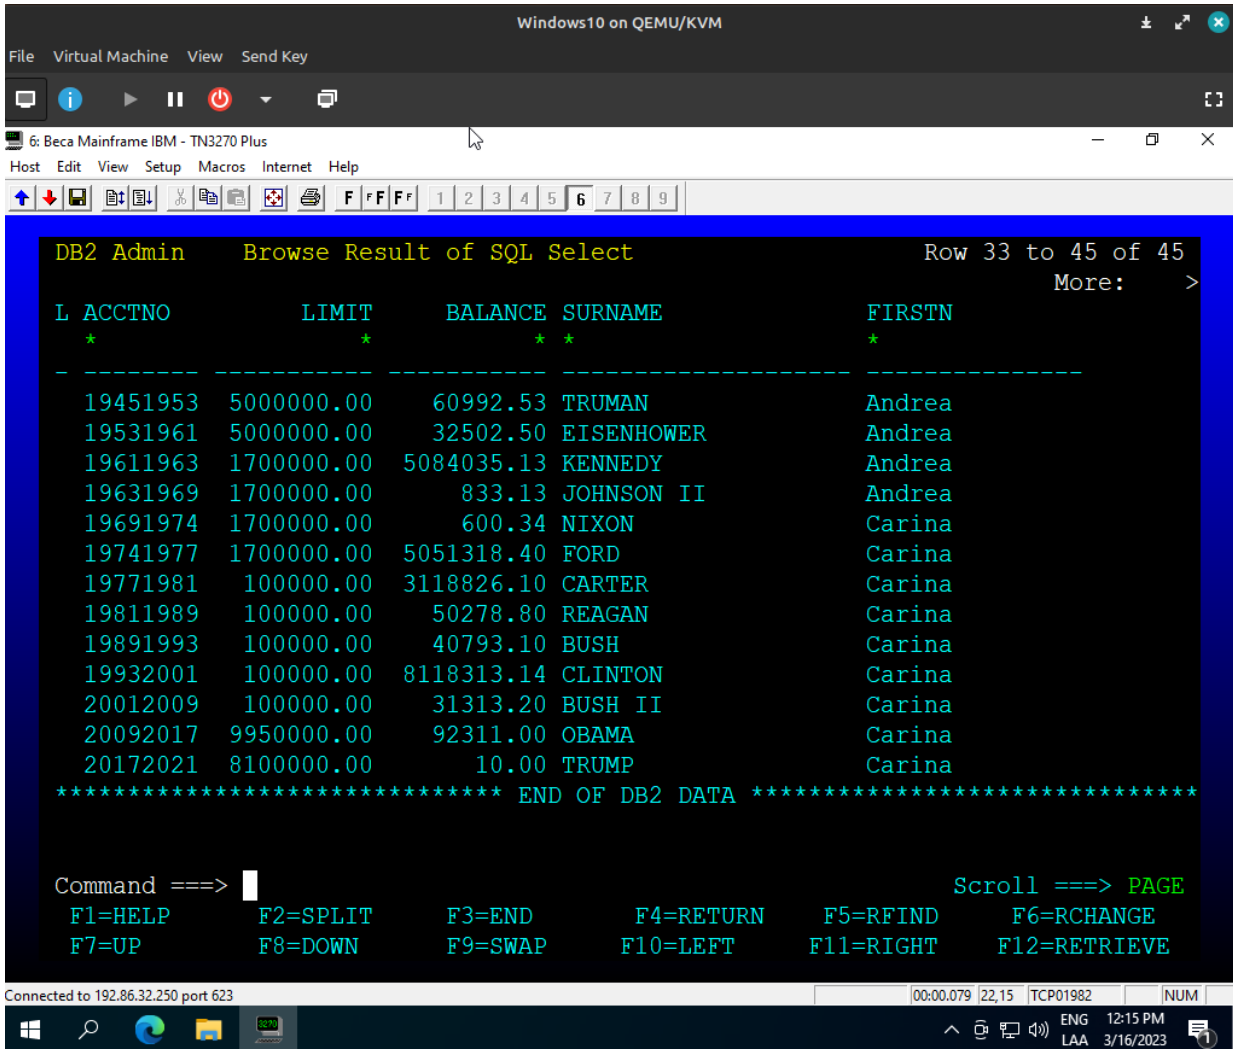 Windows10 on QEMU/KVM
File Virtual Machine View Send Key
6: Beca Mainframe IBM - TN3270 Plus
Host Edit View Setup Macros Internet Help
F F F F F 1 2 3 4 5 6 7 8 9
DB2 Admin Browse Result of SQL Select Row 33 to 45 of 45
More: >
L ACCTNO LIMIT BALANCE SURNAME FIRSTN
* * * * *
- -------- ----------- ----------- -------------------- ---------------
19451953 5000000.00 60992.53 TRUMAN Andrea
19531961 5000000.00 32502.50 EISENHOWER Andrea
19611963 1700000.00 5084035.13 KENNEDY Andrea
19631969 1700000.00 833.13 JOHNSON II Andrea
19691974 1700000.00 600.34 NIXON Carina
19741977 1700000.00 5051318.40 FORD Carina
19771981 100000.00 3118826.10 CARTER Carina
19811989 100000.00 50278.80 REAGAN Carina
19891993 100000.00 40793.10 BUSH Carina
19932001 100000.00 8118313.14 CLINTON Carina
20012009 100000.00 31313.20 BUSH II Carina
20092017 9950000.00 92311.00 OBAMA Carina
20172021 8100000.00 10.00 TRUMP Carina
******************************* END OF DB2 DATA *******************************
Command ===> Scroll ===> PAGE
F1=HELP F2=SPLIT F3=END F4=RETURN F5=RFIND F6=RCHANGE
F7=UP F8=DOWN F9=SWAP F10=LEFT F11=RIGHT F12=RETRIEVE
Connected to 192.86.32.250 port 623 00:00.079 22,15 TCP01982 NUM
3270
ENG 12:15 PM
LAA 3/16/2023 1